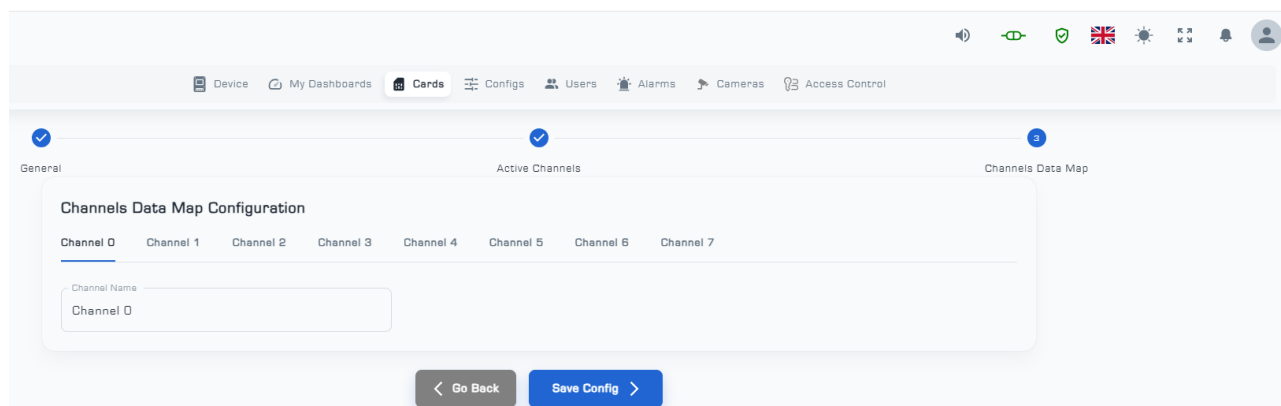 Device My Dashboards Cards Configs Users Alarms Cameras Access Control
3
General Active Channels Channels Data Map
Channels Data Map Configuration
Channel 0 Channel 1 Channel 2 Channel 3 Channel 4 Channel 5 Channel 6 Channel 7
Channel Name
Channel 0
Go Back Save Config